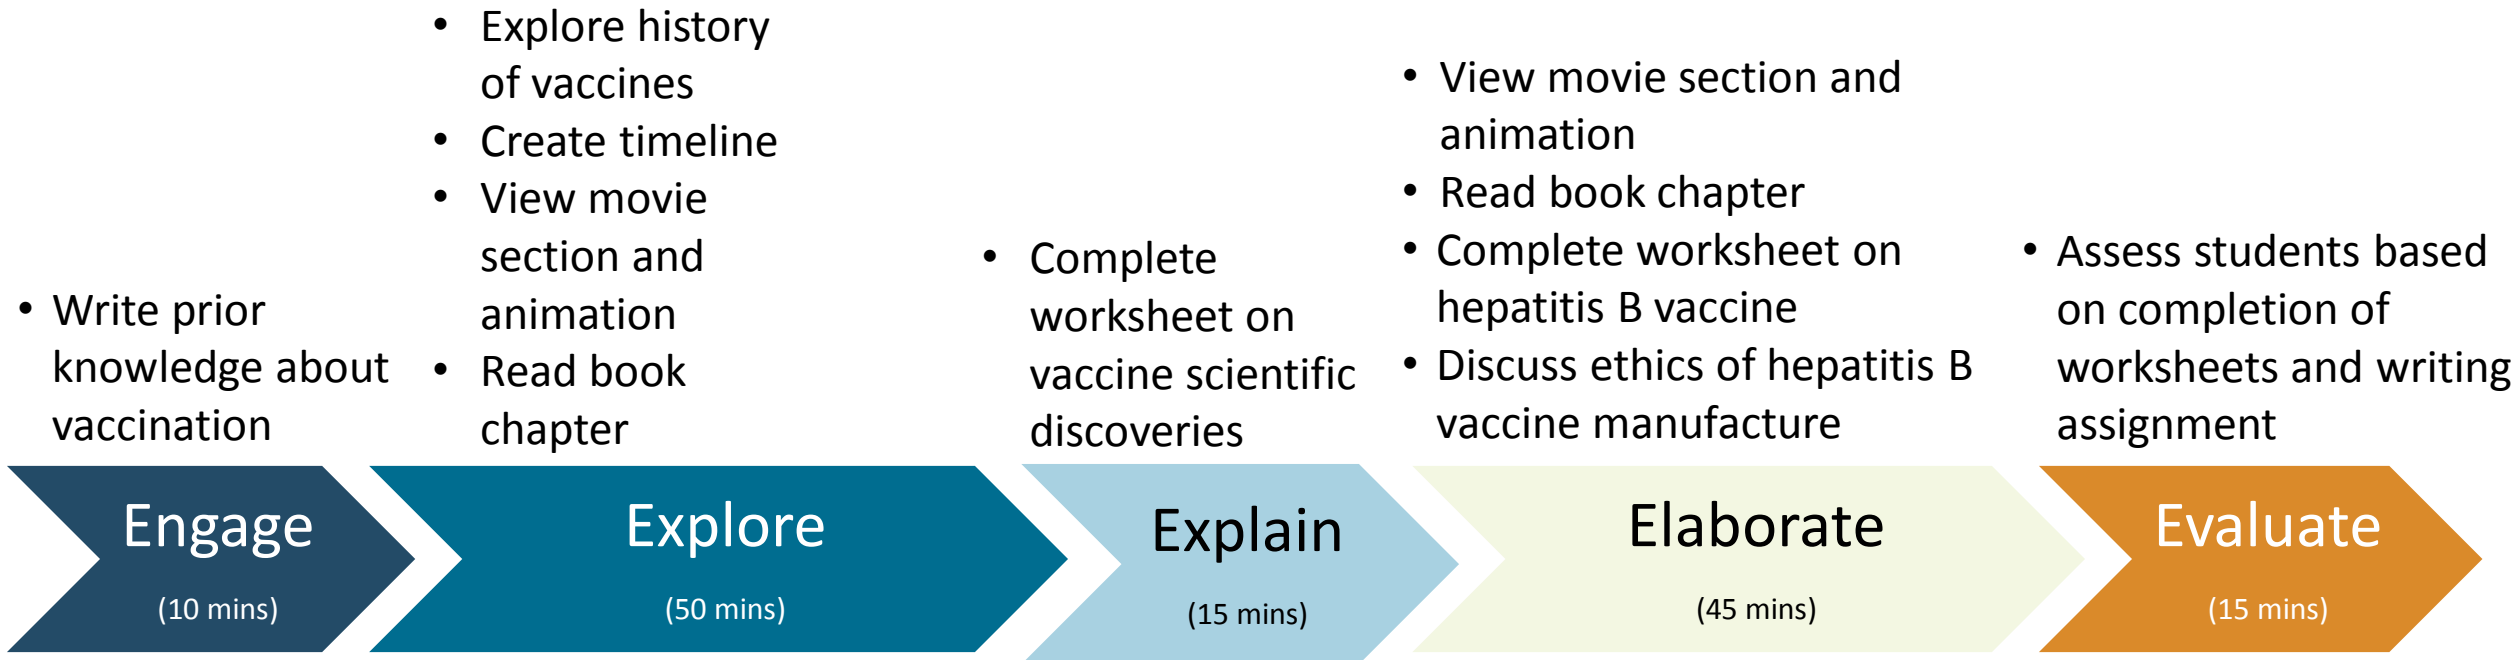 • Write prior
knowledge about
vaccination
Engage
(10 mins)
• Explore history
of vaccines
• Create timeline
• View movie
section and
animation
• Read book
chapter
Explore
(50 mins)
• Complete
worksheet on
vaccine scientific
discoveries
Explain
(15 mins)
• View movie section and
animation
• Read book chapter
• Complete worksheet on
hepatitis B vaccine
• Discuss ethics of hepatitis B
vaccine manufacture
Elaborate
(45 mins)
• Assess students based
on completion of
worksheets and writing
assignment
Evaluate
(15 mins)